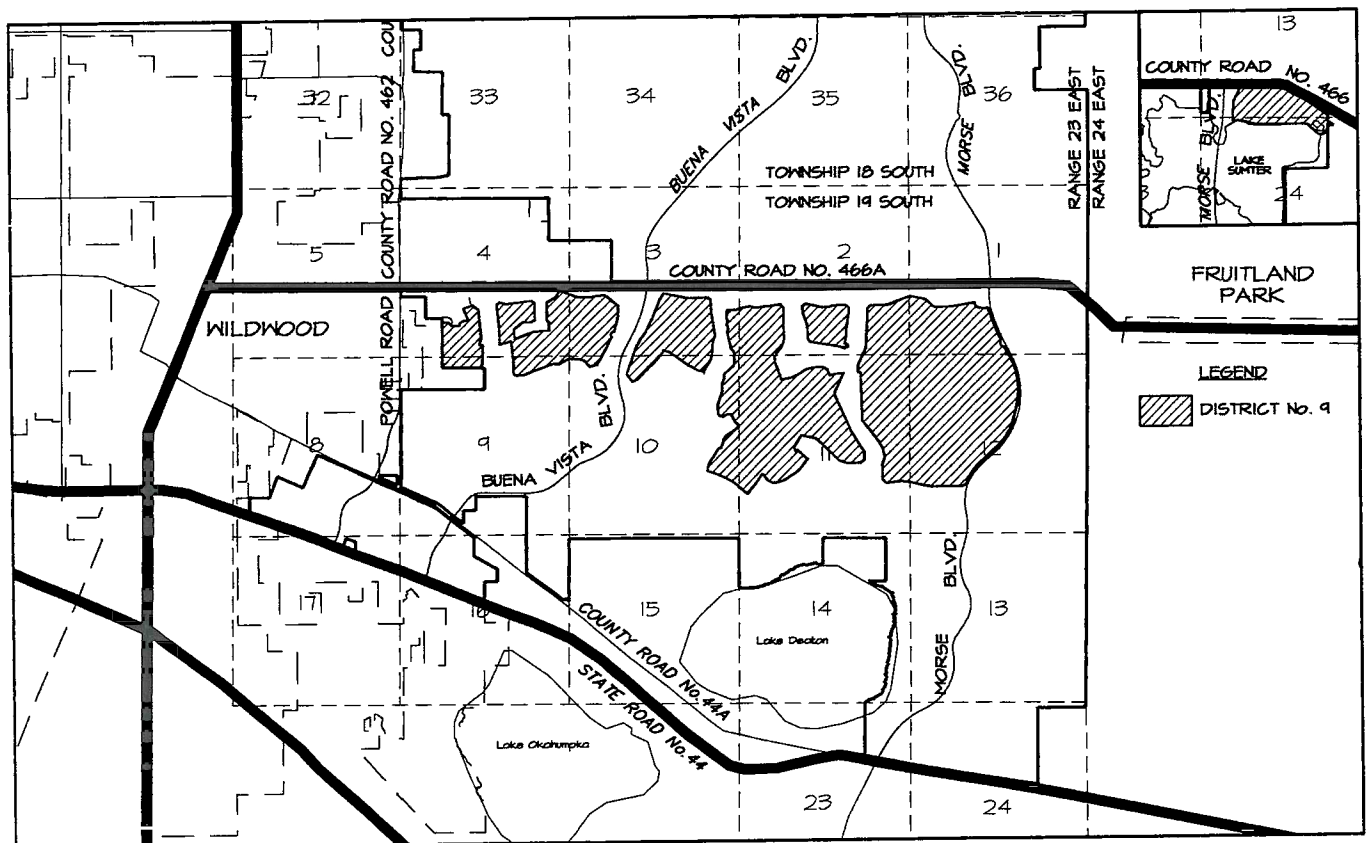 32
POWELL ROAD COUNTY ROAD NO. 462 COU
33
34
BUENA VISTA BLVD.
35
MORSE BLVD.
36
MORSE
TOWNSHIP 18 SOUTH
TOWNSHIP 19 SOUTH
RANGE 23 EAST
RANGE 24 EAST
13
COUNTY ROAD NO. 466
MORSE BLVD.
LAKE
SUMTER
24
5
4
3
2
1
COUNTY ROAD NO. 466A
FRUITLAND
PARK
WILDWOOD
LEGEND
DISTRICT No. 9
8
9
10
11
BUENA VISTA BLVD.
17
16
15
14
13
Lake Deaton
MORSE BLVD.
COUNTY ROAD No. 44A
STATE ROAD No. 44
Lake Okahumpka
23
24